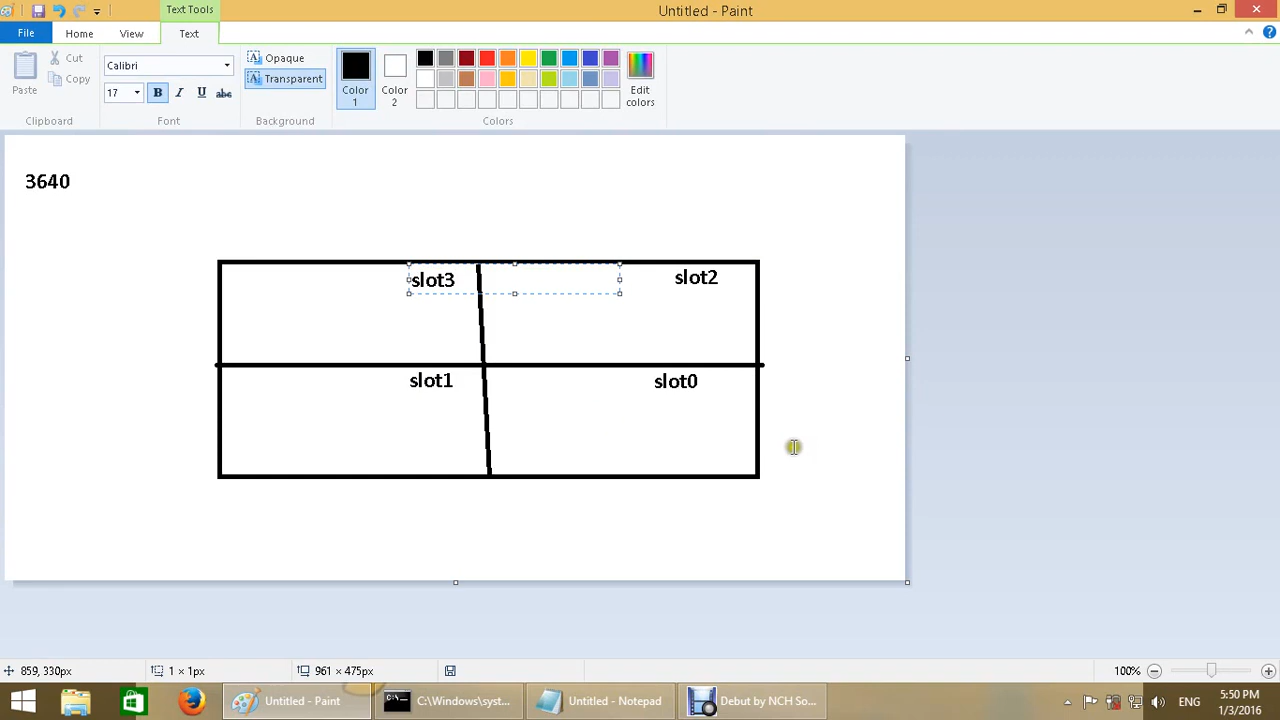 Untitled - Paint
Text Tools
File
Home
View
Text
Paste
Cut
Copy
Clipboard
Calibri
17
B I U abc
Font
Opaque
Transparent
Background
Color 1
Color 2
Edit colors
Colors
3640
slot3
slot2
slot1
slot0
859, 330px
1 × 1px
961 × 475px
100%
Untitled - Paint
C:\Windows\syst...
Untitled - Notepad
Debut by NCH So...
ENG
5:50 PM
1/3/2016